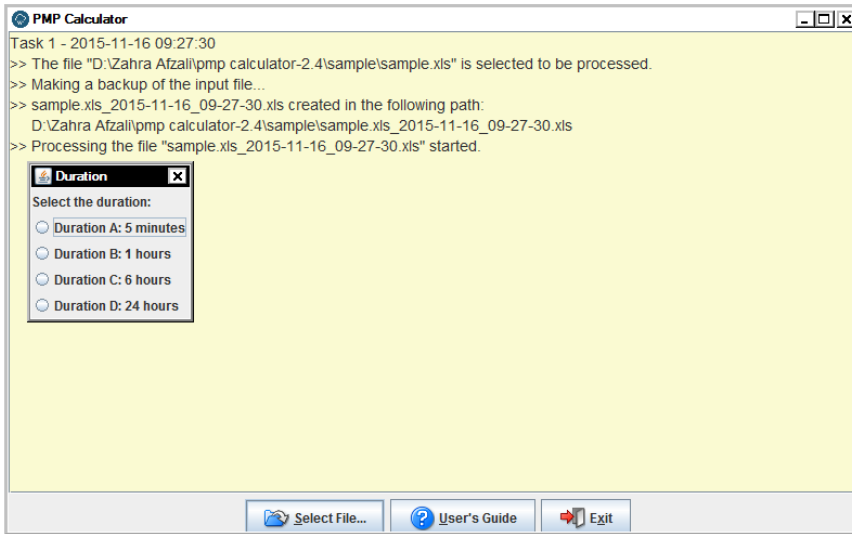 PMP Calculator
Task 1 - 2015-11-16 09:27:30
>> The file "D:\Zahra Afzali\pmp calculator-2.4\sample\sample.xls" is selected to be processed.
>> Making a backup of the input file...
>> sample.xls_2015-11-16_09-27-30.xls created in the following path:
D:\Zahra Afzali\pmp calculator-2.4\sample\sample.xls_2015-11-16_09-27-30.xls
>> Processing the file "sample.xls_2015-11-16_09-27-30.xls" started.
Duration
Select the duration:
Duration A: 5 minutes
Duration B: 1 hours
Duration C: 6 hours
Duration D: 24 hours
Select File... User's Guide Exit